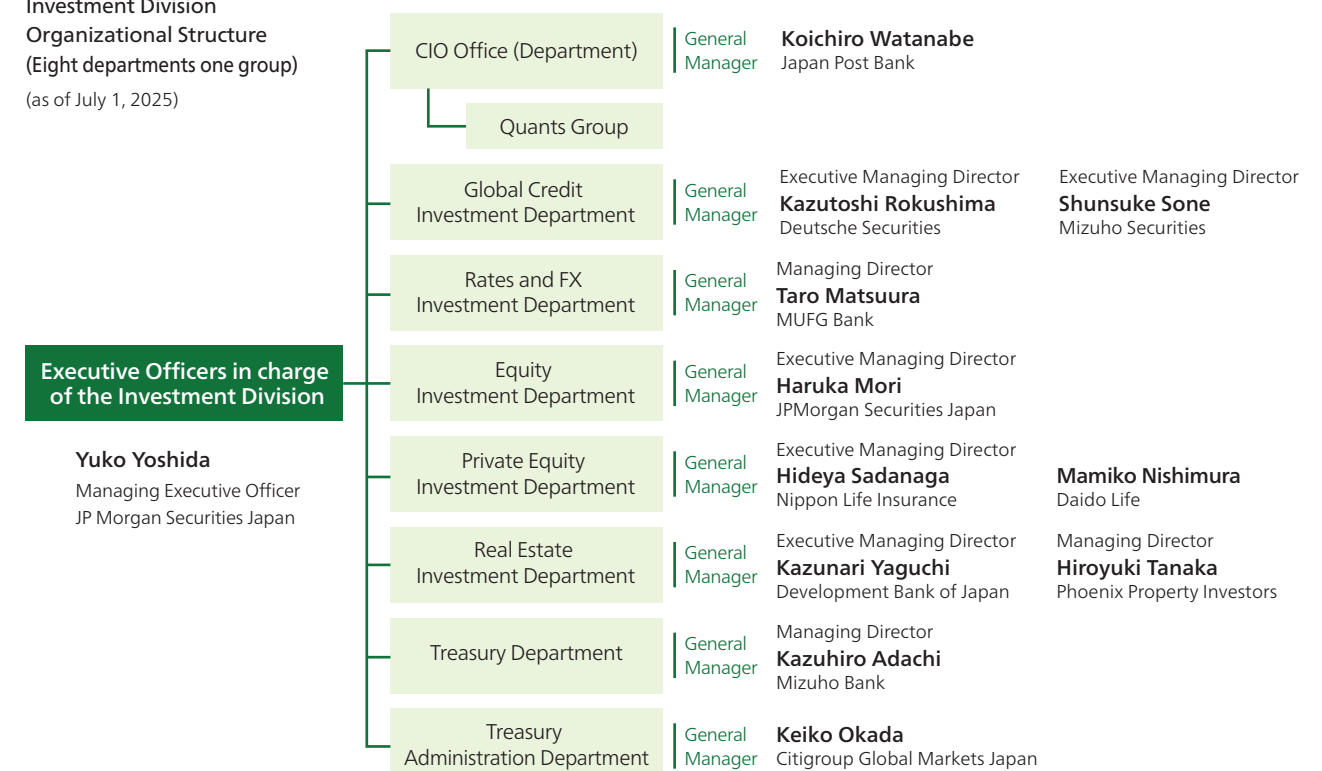 Investment Division
Organizational Structure
(Eight departments one group)
(as of July 1, 2025)
CIO Office (Department)
General
Manager
Koichiro Watanabe
Japan Post Bank
Quants Group
Global Credit
Investment Department
General
Manager
Executive Managing Director
Kazutoshi Rokushima
Deutsche Securities
Executive Managing Director
Shunsuke Sone
Mizuho Securities
Rates and FX
Investment Department
General
Manager
Managing Director
Taro Matsuura
MUFG Bank
Executive Officers in charge
of the Investment Division
Yuko Yoshida
Managing Executive Officer
JP Morgan Securities Japan
Equity
Investment Department
General
Manager
Executive Managing Director
Haruka Mori
JPMorgan Securities Japan
Private Equity
Investment Department
General
Manager
Executive Managing Director
Hideya Sadanaga
Nippon Life Insurance
Mamiko Nishimura
Daido Life
Real Estate
Investment Department
General
Manager
Executive Managing Director
Kazunari Yaguchi
Development Bank of Japan
Managing Director
Hiroyuki Tanaka
Phoenix Property Investors
Treasury Department
General
Manager
Managing Director
Kazuhiro Adachi
Mizuho Bank
Treasury
Administration Department
General
Manager
Keiko Okada
Citigroup Global Markets Japan